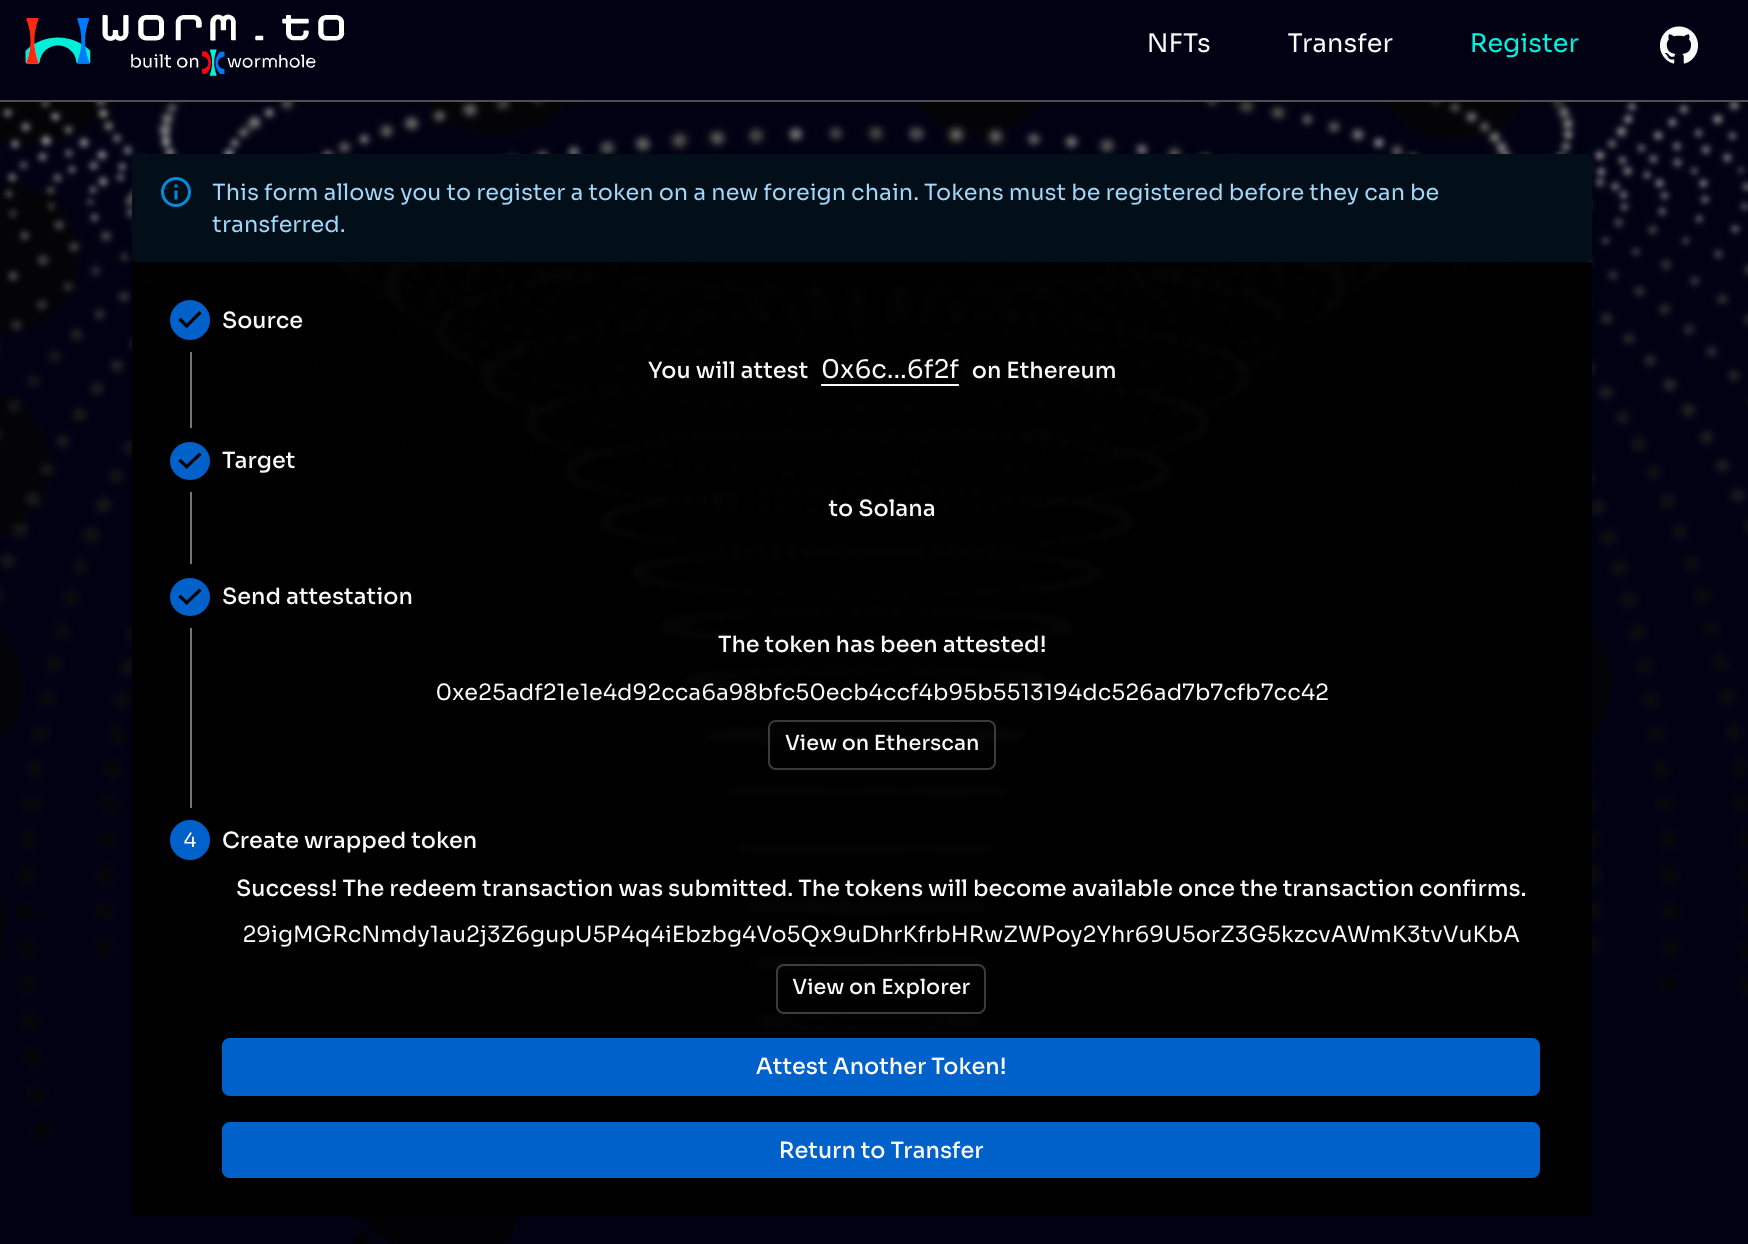 worm.to
built on wormhole
NFTs
Transfer
Register
This form allows you to register a token on a new foreign chain. Tokens must be registered before they can be
transferred.
Source
You will attest 0x6c...6f2f on Ethereum
Target
to Solana
Send attestation
The token has been attested!
0xe25adf21e1e4d92cca6a98bfc50ecb4ccf4b95b5513194dc526ad7b7cfb7cc42
View on Etherscan
4 Create wrapped token
Success! The redeem transaction was submitted. The tokens will become available once the transaction confirms.
29igMGRcNmdy1au2j3Z6gupU5P4q4iEbzbg4Vo5Qx9uDhrKfrbHRwZWPoy2Yhr69U5orZ3G5kzcvAWmK3tvVuKbA
View on Explorer
Attest Another Token!
Return to Transfer